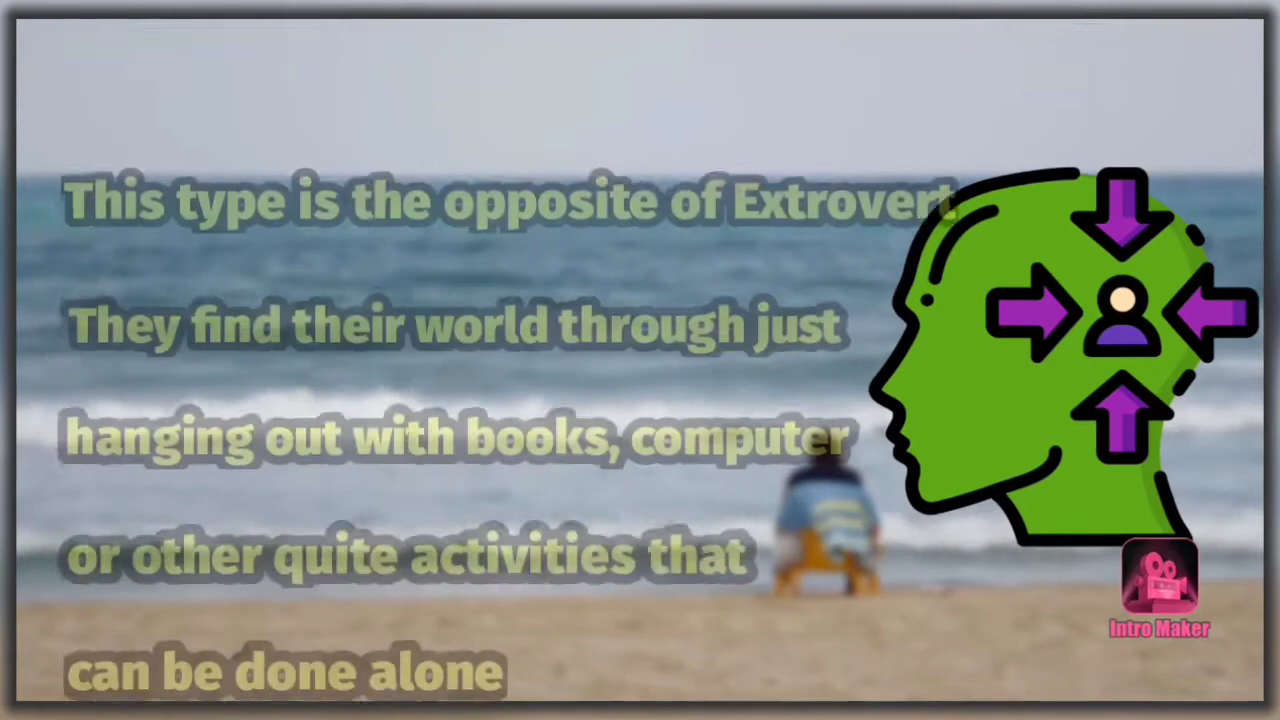 This type is the opposite of Extrovert
They find their world through just
hanging out with books, computer
or other quite activities that
can be done alone
Intro Maker